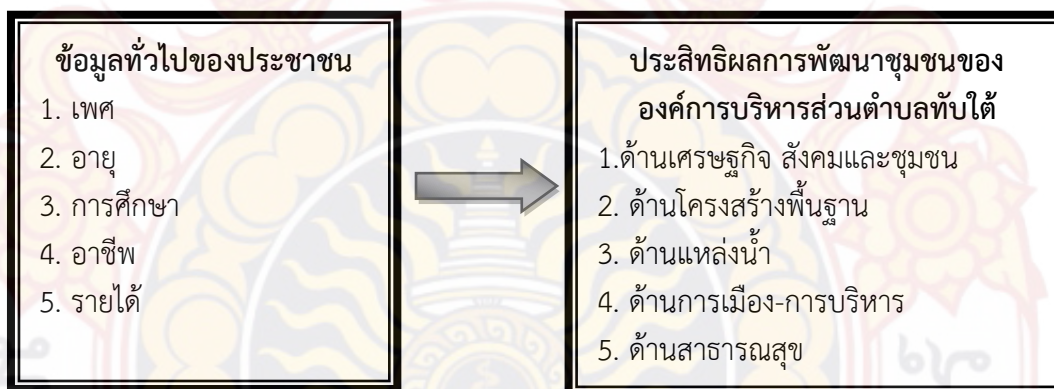 ข้อมูลทั่วไปของประชาชน
1. เพศ
2. อายุ
3. การศึกษา
4. อาชีพ
5. รายได้
ประสิทธิผลการพัฒนาชุมชนของ
องค์การบริหารส่วนตำบลทับใต้
1.ด้านเศรษฐกิจ สังคมและชุมชน
2. ด้านโครงสร้างพื้นฐาน
3. ด้านแหล่งน้ำ
4. ด้านการเมือง-การบริหาร
5. ด้านสาธารณสุข